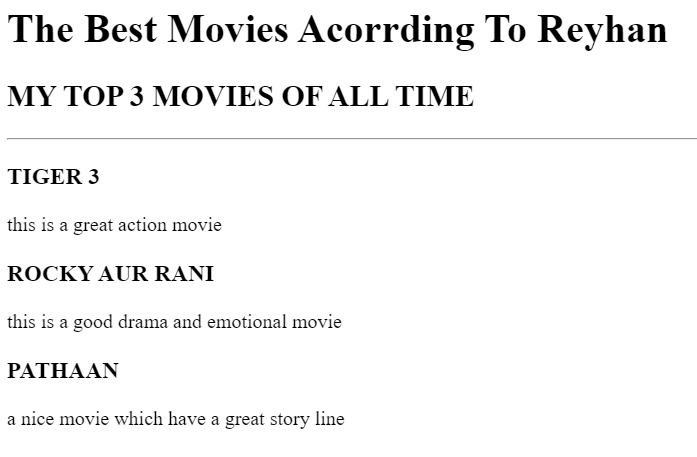 The Best Movies Acorrding To Reyhan
MY TOP 3 MOVIES OF ALL TIME
TIGER 3
this is a great action movie
ROCKY AUR RANI
this is a good drama and emotional movie
PATHAAN
a nice movie which have a great story line